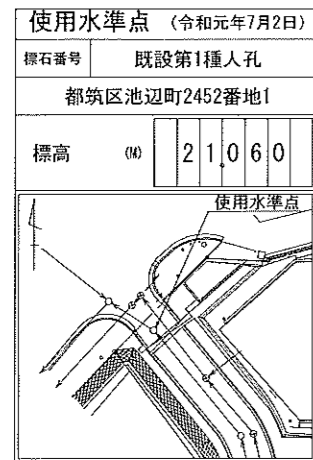 使用水準点 (令和元年7月2日)
標石番号 既設第1種人孔
都筑区池辺町2452番地1
標高 (M) 21.060
使用水準点